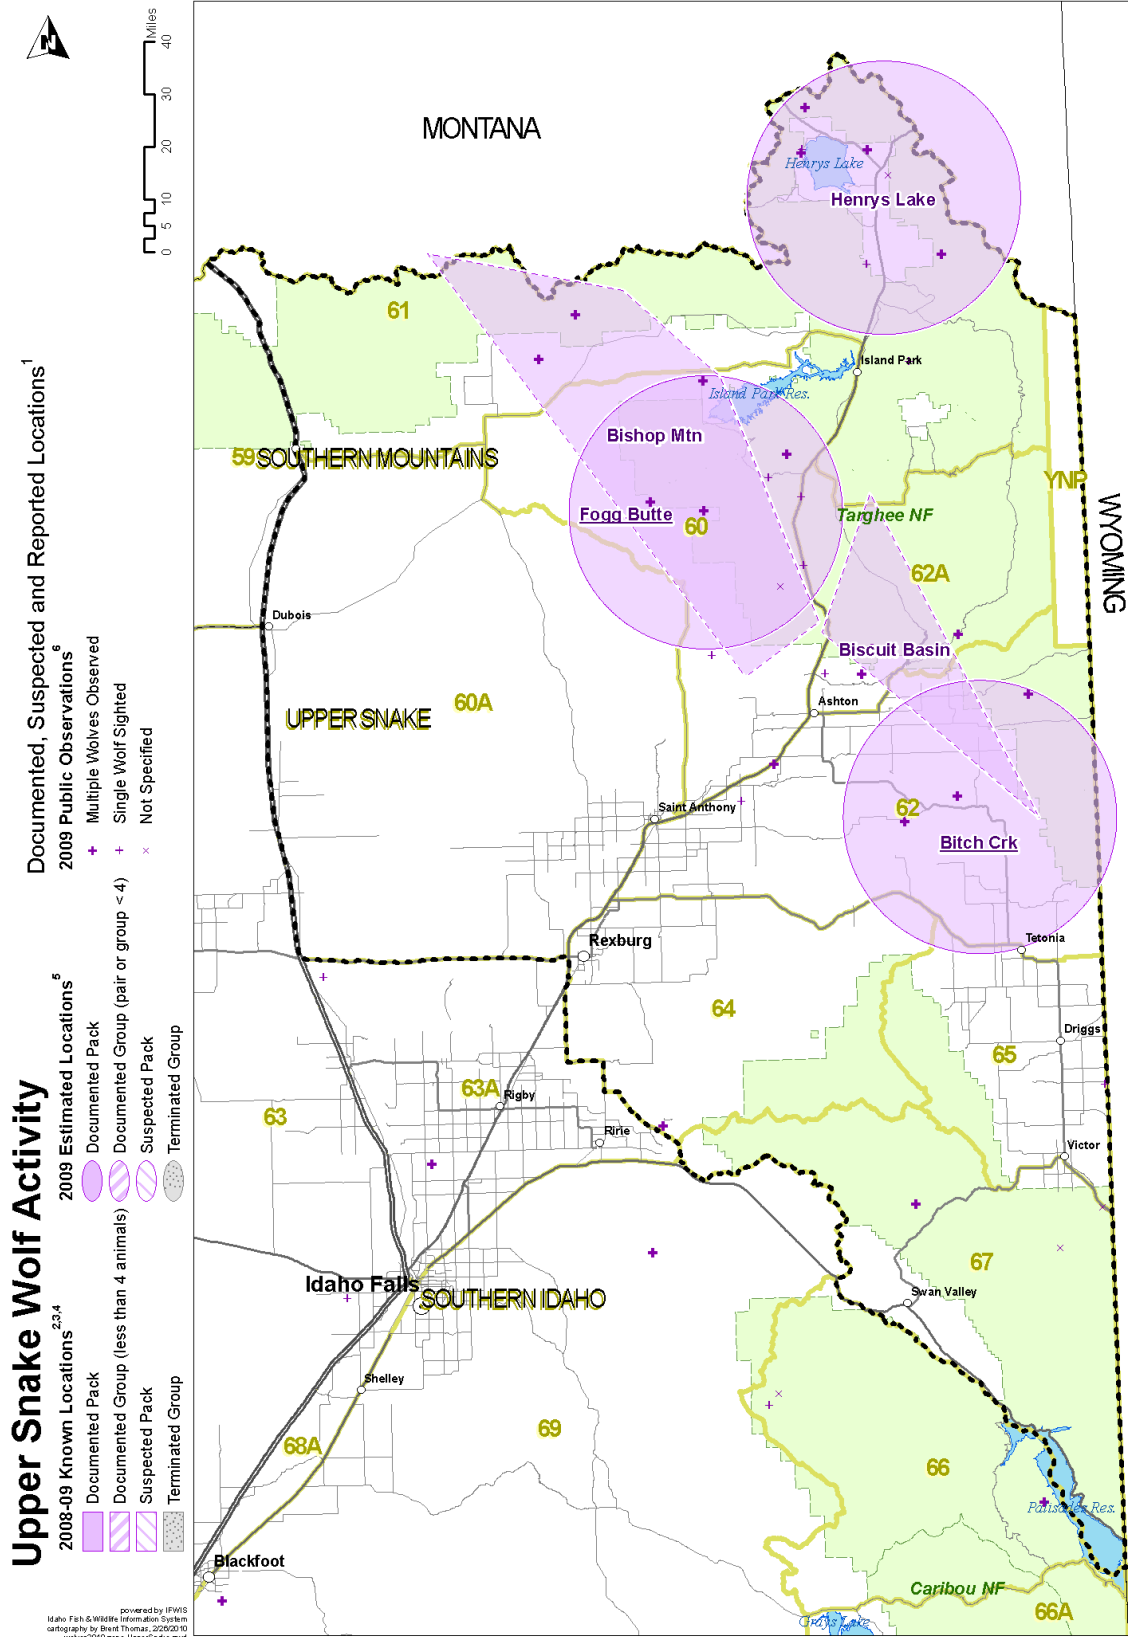 Upper Snake Wolf Activity
Documented, Suspected and Reported Locations1
2008-09 Known Locations2,3,4
Documented Pack
Documented Group (less than 4 animals)
Suspected Pack
Terminated Group
2009 Estimated Locations5
Documented Pack
Documented Group (pair or group < 4)
Suspected Pack
Terminated Group
2009 Public Observations6
Multiple Wolves Observed
Single Wolf Sighted
Not Specified
0 5 10 20 30 40
Miles
N
powered by IFWIS
Idaho Fish & Wildlife Information System
cartography by Brent Thomas, 2/26/2010
MONTANA
Henrys Lake
Henrys Lake
61
Island Park
Island Park Res.
Bishop Mtn
59
SOUTHERN MOUNTAINS
YNP
WYOMING
Fogg Butte
60
Targhee NF
62A
Dubois
Biscuit Basin
60A
UPPER SNAKE
Ashton
Saint Anthony
62
Bitch Crk
Rexburg
Tetonia
64
Driggs
65
63A
Rigby
63
Ririe
Victor
67
Idaho Falls
SOUTHERN IDAHO
Swan Valley
Shelley
69
68A
66
Palisades Res.
Blackfoot
Caribou NF
66A
Grays Lake